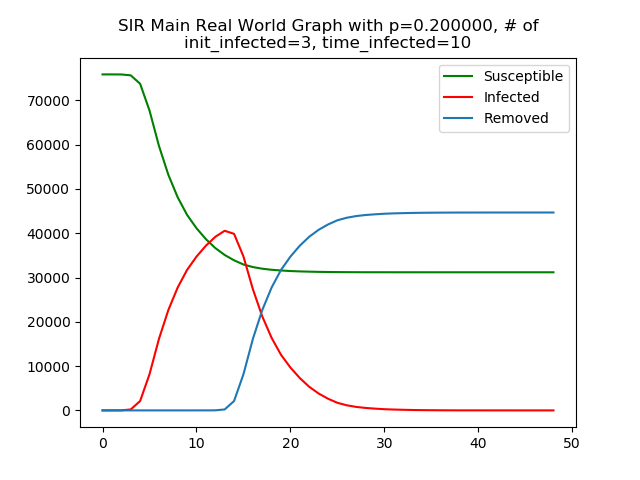 SIR Main Real World Graph with p=0.200000, # of
init_infected=3, time_infected=10
Susceptible
Infected
Removed
70000
60000
50000
40000
30000
20000
10000
0
0 10 20 30 40 50